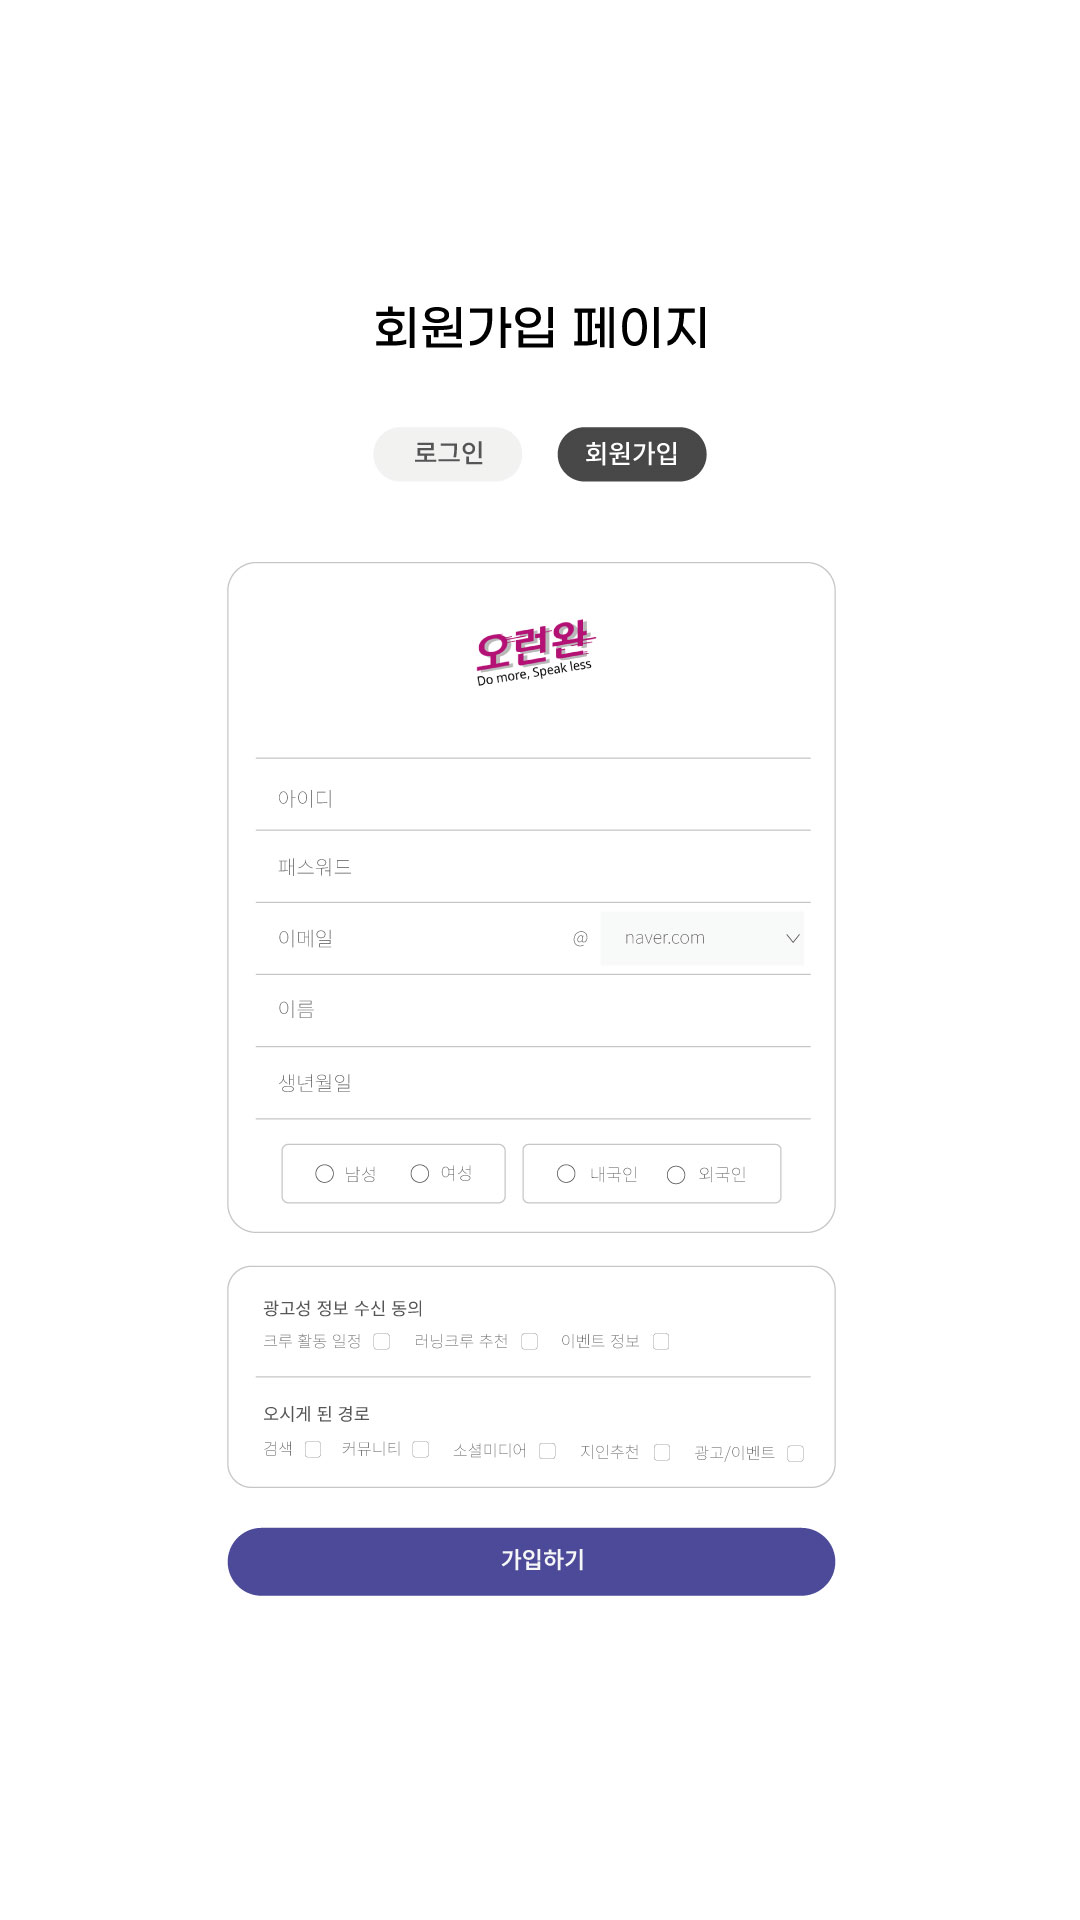 회원가입 페이지
로그인 회원가입
오런완
Do more, Speak less
아이디
패스워드
이메일 @ naver.com
이름
생년월일
남성 여성 내국인 외국인
광고성 정보 수신 동의
크루 활동 일정 러닝크루 추천 이벤트 정보
오시게 된 경로
검색 커뮤니티 소셜미디어 지인추천 광고/이벤트
가입하기